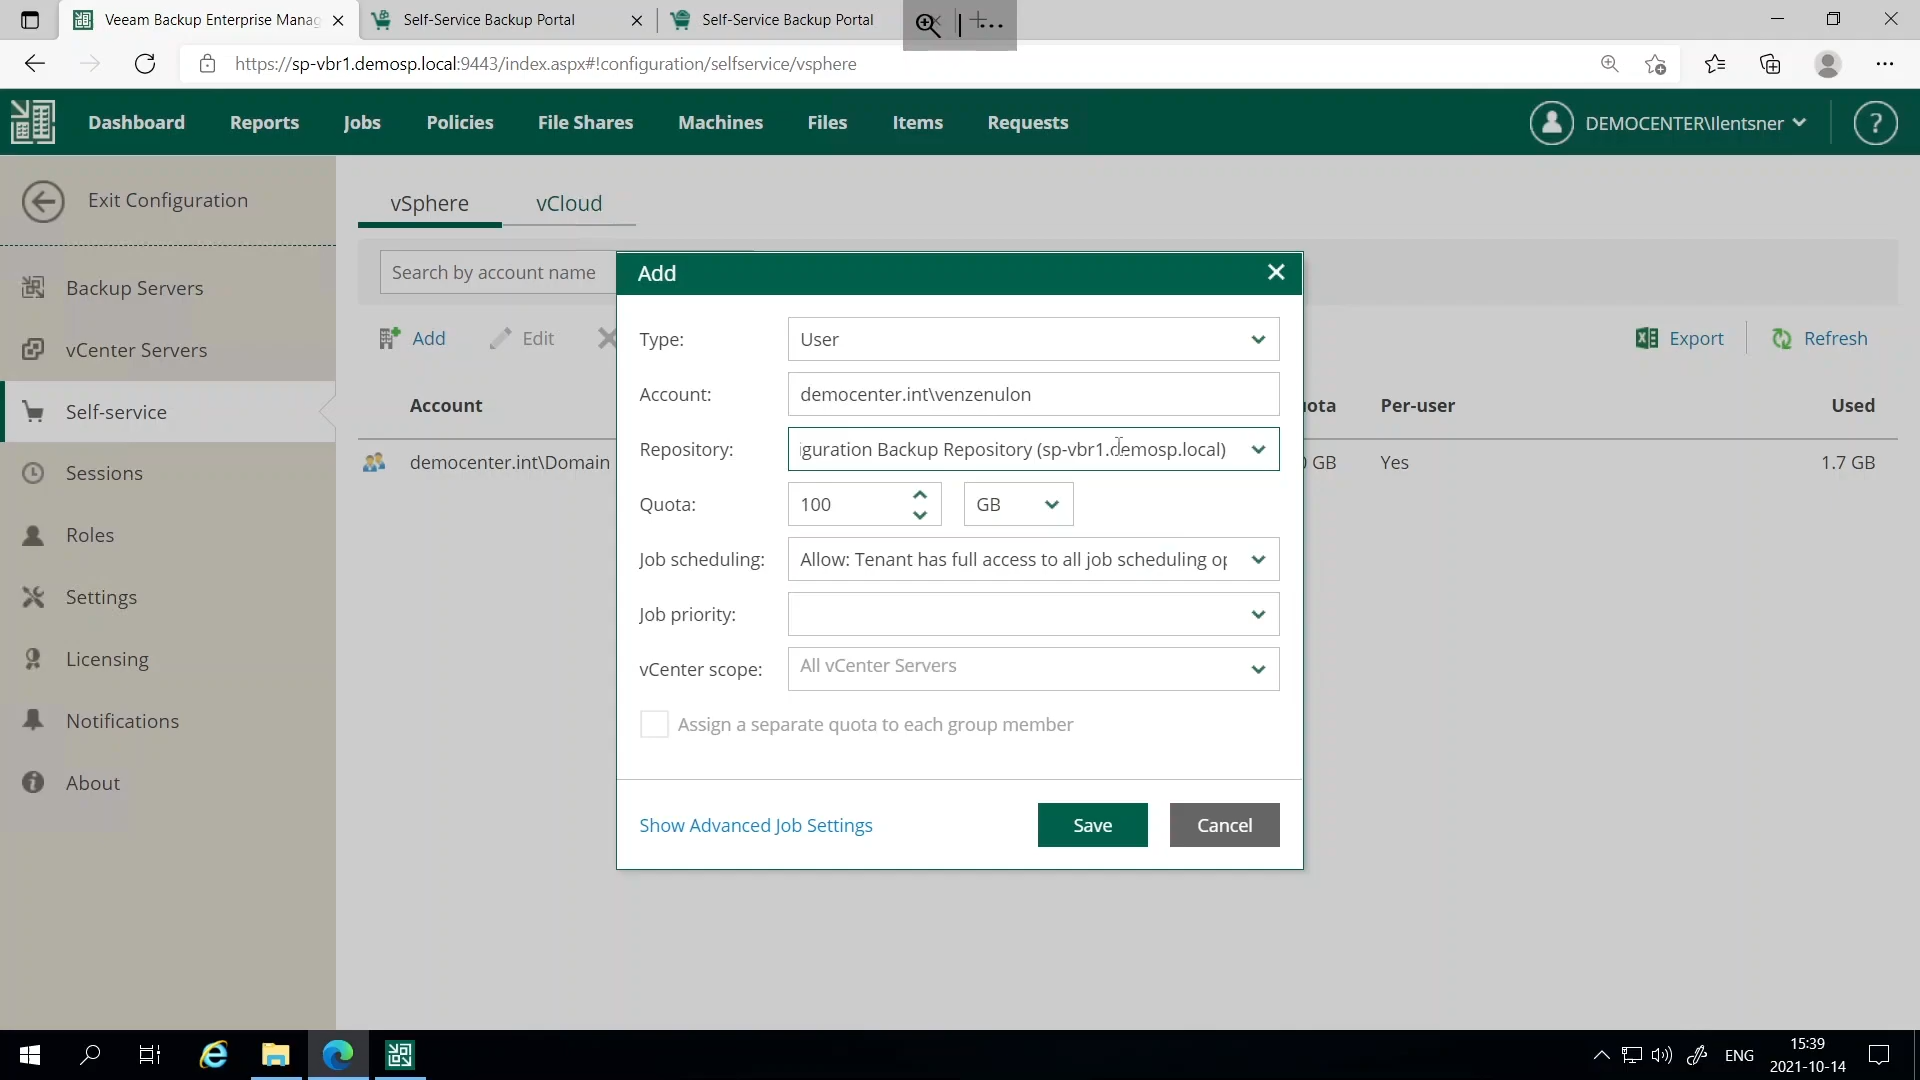 Veeam Backup Enterprise Manag
Self-Service Backup Portal
Self-Service Backup Portal
https://sp-vbr1.demosp.local:9443/index.aspx#!configuration/selfservice/vsphere
Dashboard
Reports
Jobs
Policies
File Shares
Machines
Files
Items
Requests
DEMOCENTER\llentsner
?
Exit Configuration
Backup Servers
vCenter Servers
Self-service
Sessions
Roles
Settings
Licensing
Notifications
About
vSphere
vCloud
Search by account name
Add
Edit
Export
Refresh
Account
Per-user
Used
democenter.int\Domain
GB
Yes
1.7 GB
Add
Type:
User
Account:
democenter.int\venzenulon
Repository:
iguration Backup Repository (sp-vbr1.demosp.local)
Quota:
100
GB
Job scheduling:
Allow: Tenant has full access to all job scheduling op
Job priority:
vCenter scope:
All vCenter Servers
Assign a separate quota to each group member
Show Advanced Job Settings
Save
Cancel
ENG
15:39
2021-10-14